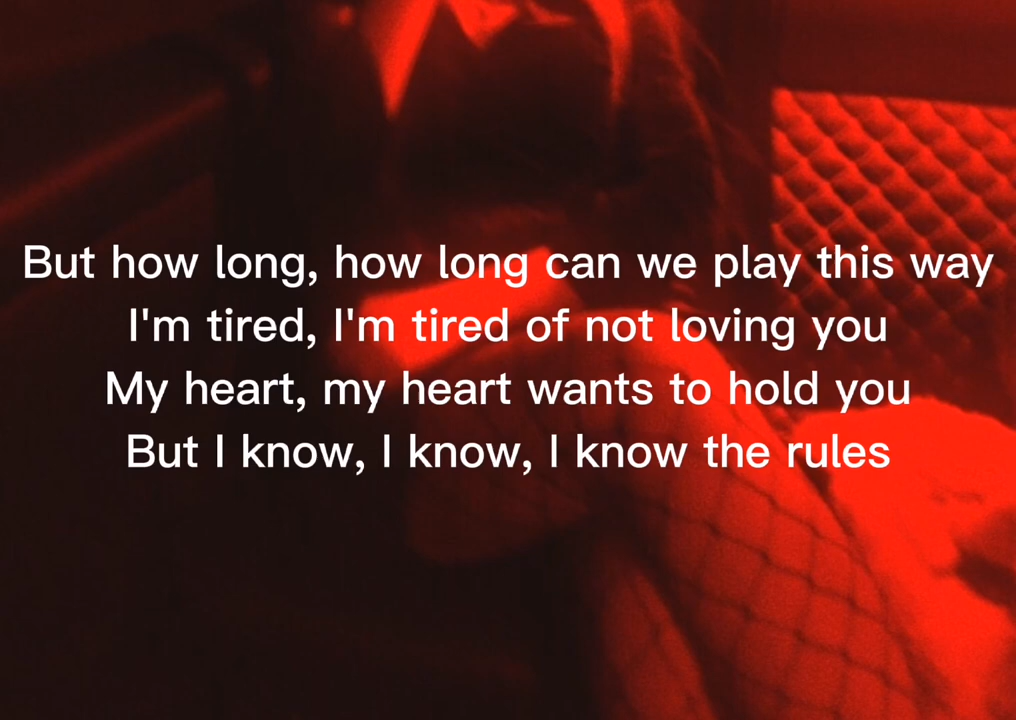 But how long, how long can we play this way
I'm tired, I'm tired of not loving you
My heart, my heart wants to hold you
But I know, I know, I know the rules